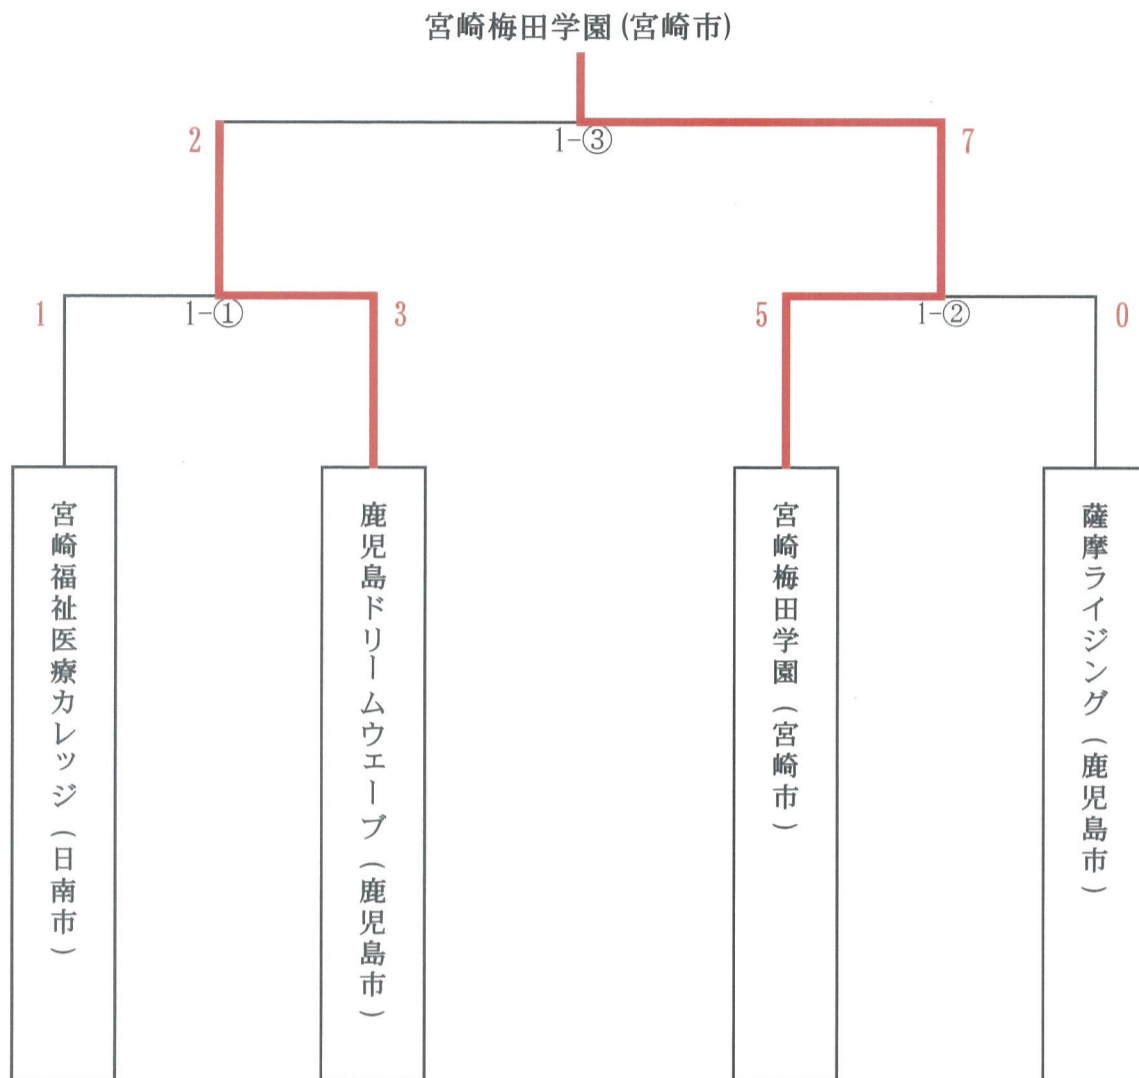 宮崎梅田学園 (宮崎市)
2
1-③
7
1
1-①
3
5
1-②
0
宮崎福祉医療カレッジ（日南市）
鹿児島ドリームウェーブ（鹿児島市）
宮崎梅田学園（宮崎市）
薩摩ライジング（鹿児島市）